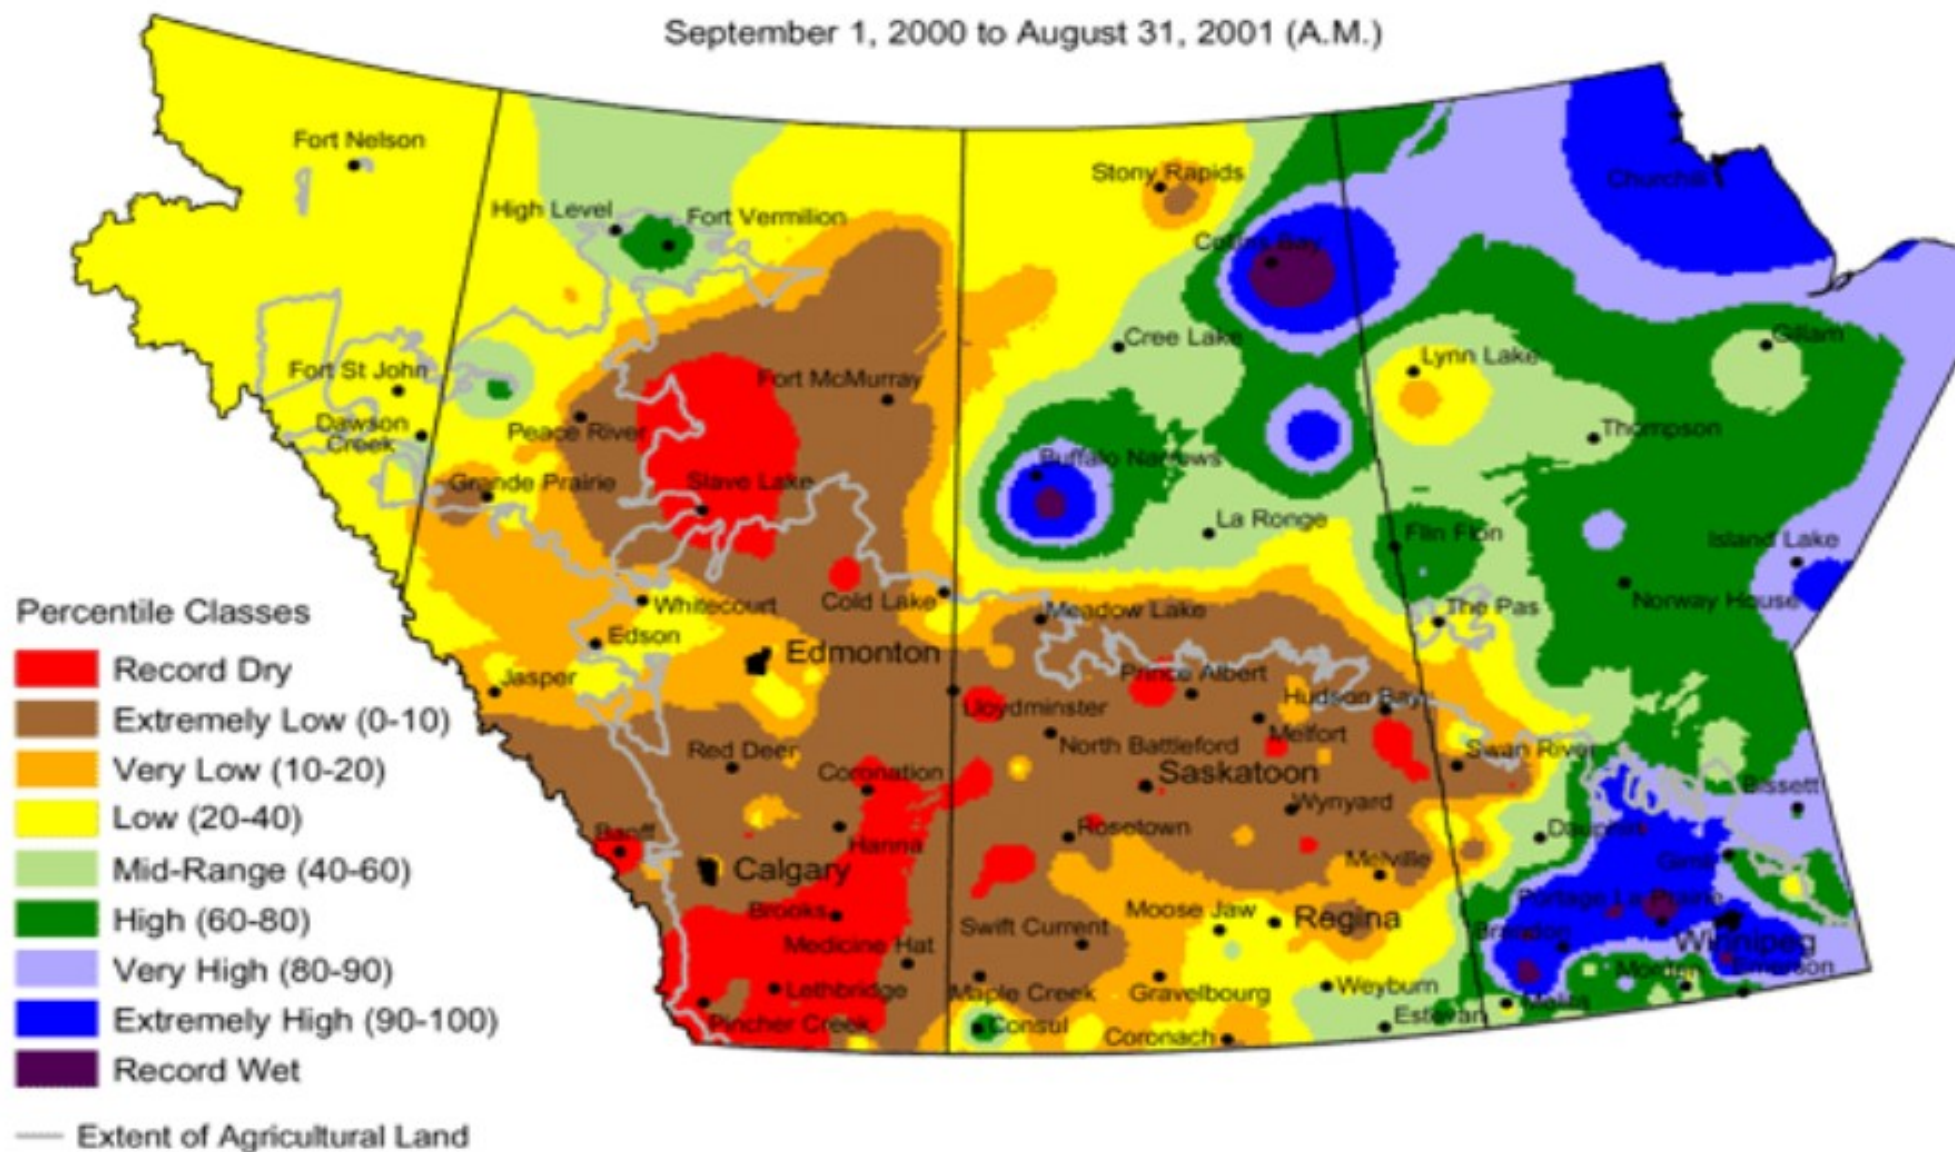 September 1, 2000 to August 31, 2001 (A.M.)
Fort Nelson
Stony Rapids
Churchill
High Level
Fort Vermilion
Collins Bay
Cree Lake
Gillam
Lynn Lake
Fort St John
Fort McMurray
Dawson
Creek
Peace River
Thompson
Buffalo Narrows
Grande Prairie
Slave Lake
La Ronge
Flin Flon
Island Lake
Whitecourt
Cold Lake
Meadow Lake
The Pas
Norway House
Edson
Edmonton
Jasper
Prince Albert
Hudson Bay
Lloydminster
Melfort
Red Deer
North Battleford
Swan River
Coronation
Saskatoon
Bissett
Wynyard
Banff
Hanna
Rosetown
Dauphin
Calgary
Melville
Gimli
Portage La Prairie
Brooks
Moose Jaw
Regina
Swift Current
Brandon
Winnipeg
Medicine Hat
Morden
Emerson
Lethbridge
Maple Creek
Gravelbourg
Weyburn
Melita
Pincher Creek
Consul
Coronach
Estevan
Percentile Classes
Record Dry
Extremely Low (0-10)
Very Low (10-20)
Low (20-40)
Mid-Range (40-60)
High (60-80)
Very High (80-90)
Extremely High (90-100)
Record Wet
Extent of Agricultural Land